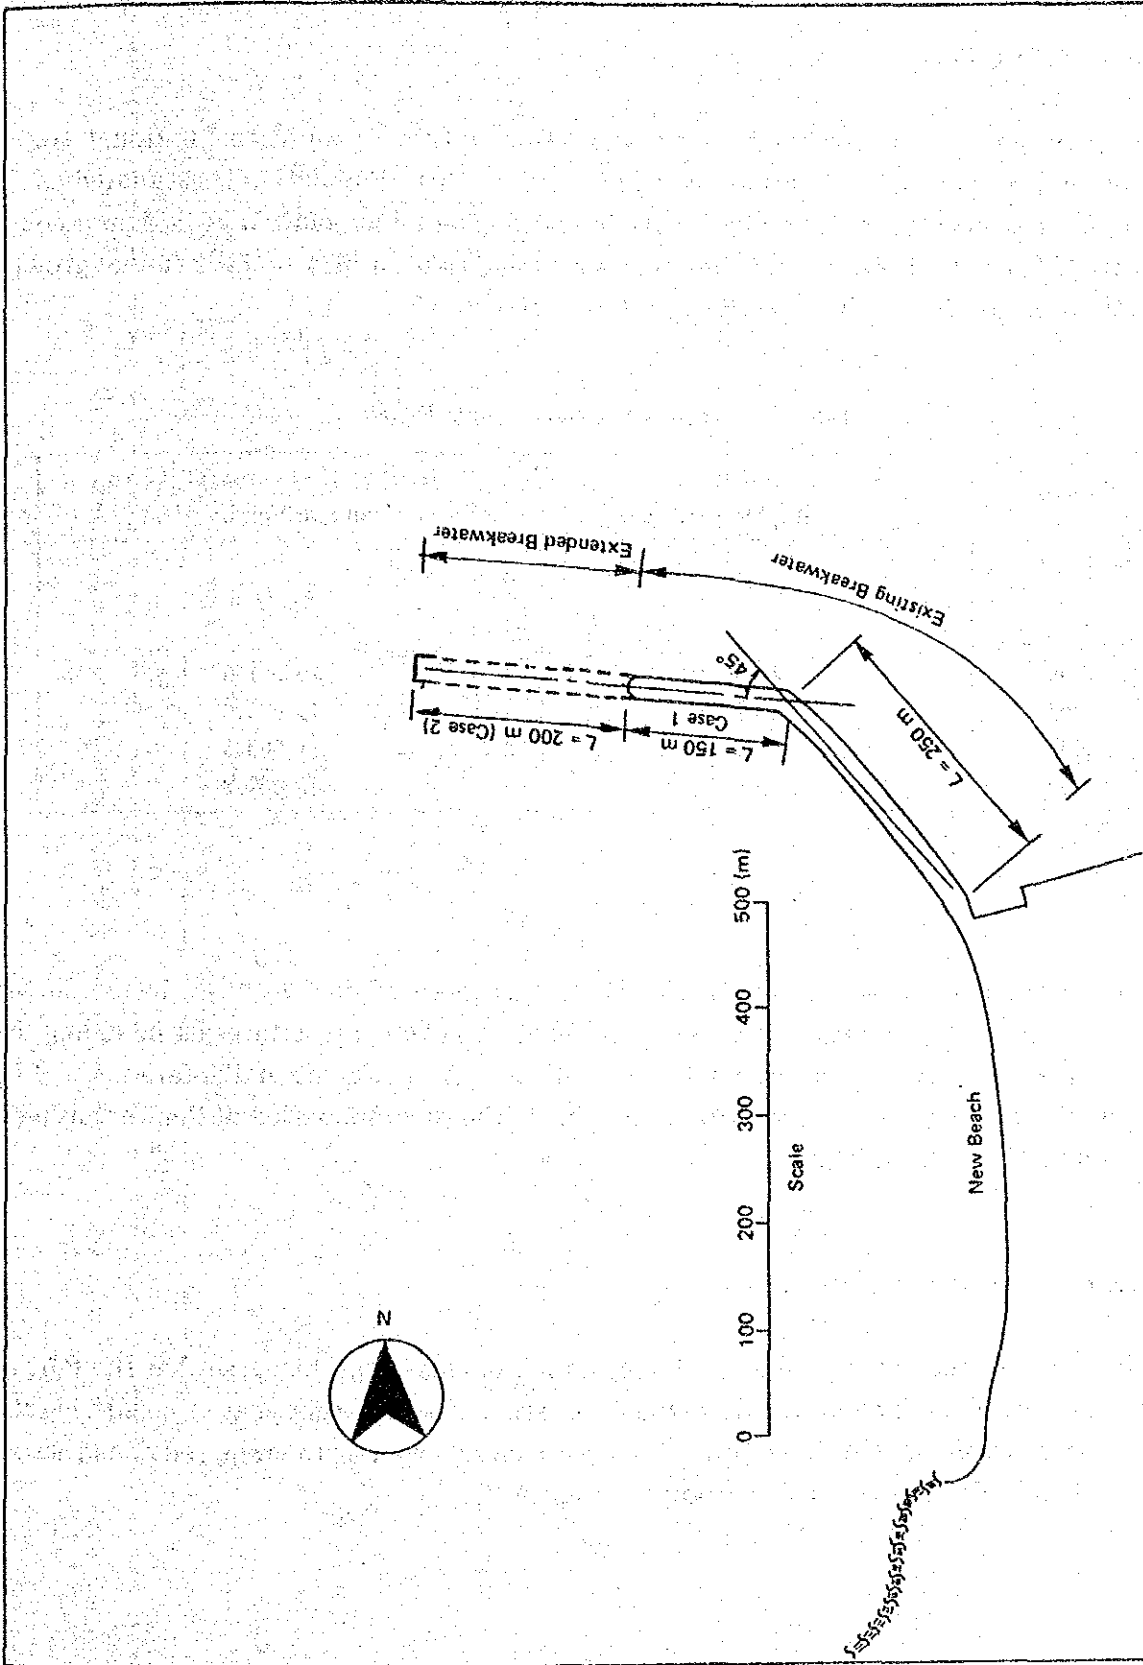 Extended Breakwater
Existing Breakwater
45°
L = 200 m (Case 2)
L = 150 m
Case 1
L = 250 m
0 100 200 300 400 500 (m)
Scale
New Beach
N